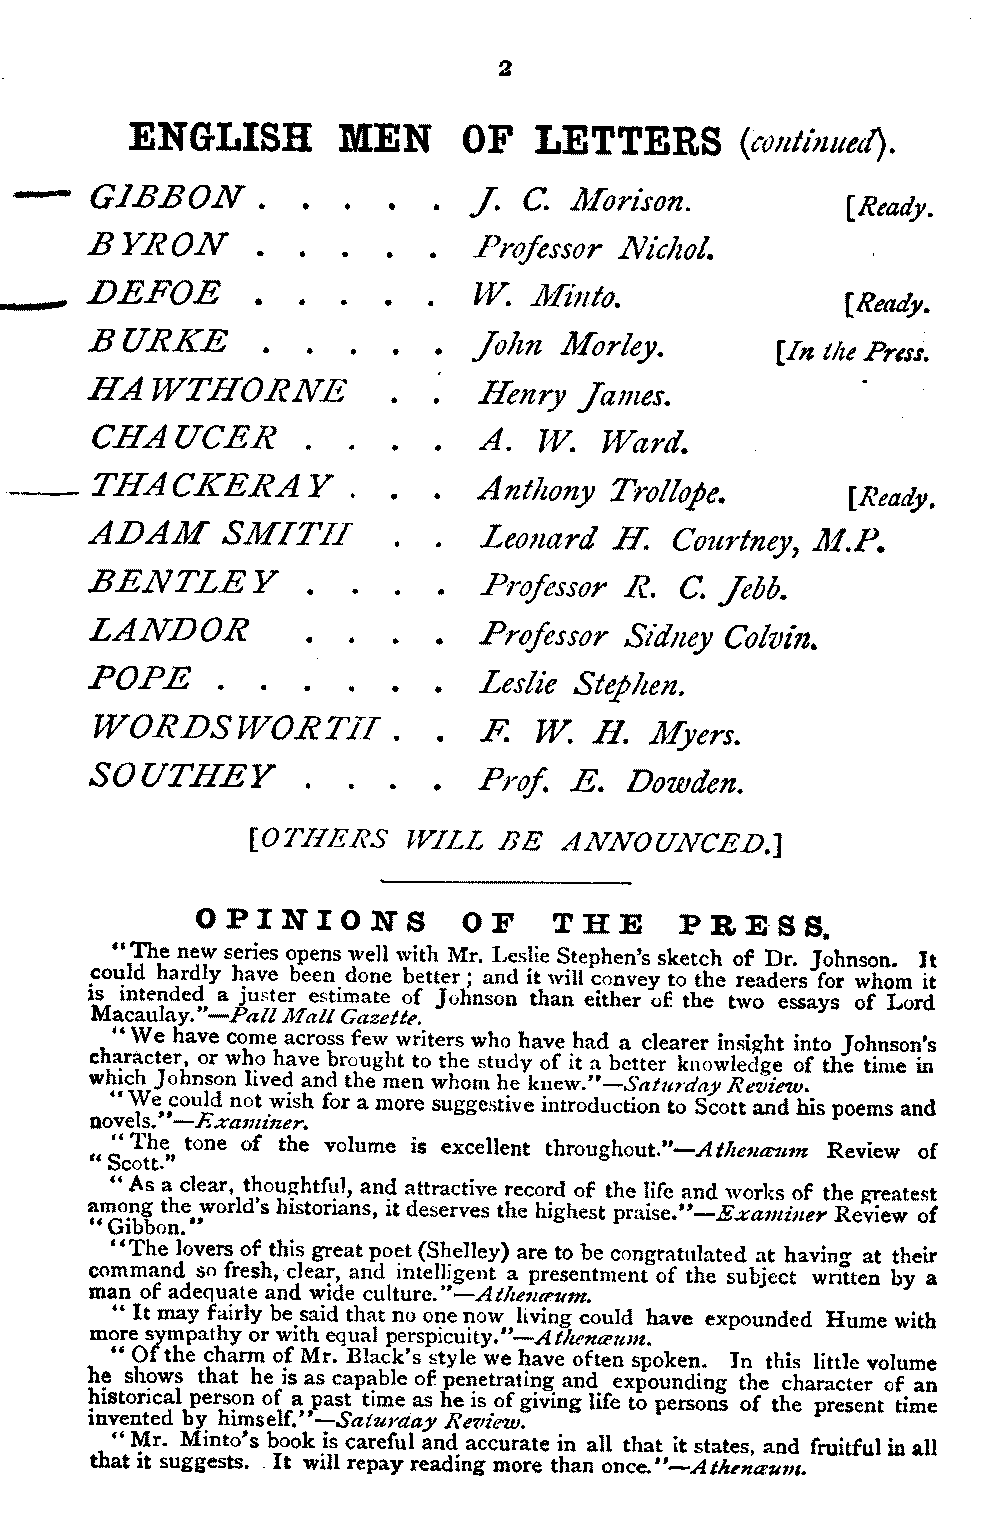 2
ENGLISH MEN OF LETTERS (continued).
GIBBON . . . . . J. C. Morison. [Ready.
BYRON . . . . . Professor Nichol.
DEFOE . . . . . W. Minto. [Ready.
BURKE . . . . . John Morley. [In the Press.
HAWTHORNE . . Henry James.
CHAUCER . . . . A. W. Ward.
THACKERAY . . . Anthony Trollope. [Ready.
ADAM SMITH . . Leonard H. Courtney, M.P.
BENTLEY . . . . Professor R. C. Jebb.
LANDOR . . . . Professor Sidney Colvin.
POPE . . . . . . Leslie Stephen.
WORDSWORTH . . F. W. H. Myers.
SOUTHEY . . . . Prof. E. Dowden.
[OTHERS WILL BE ANNOUNCED.]
OPINIONS OF THE PRESS.
"The new series opens well with Mr. Leslie Stephen's sketch of Dr. Johnson. It
could hardly have been done better; and it will convey to the readers for whom it
is intended a juster estimate of Johnson than either of the two essays of Lord
Macaulay."—Pall Mall Gazette.
"We have come across few writers who have had a clearer insight into Johnson's
character, or who have brought to the study of it a better knowledge of the time in
which Johnson lived and the men whom he knew."—Saturday Review.
"We could not wish for a more suggestive introduction to Scott and his poems and
novels."—Examiner.
"The tone of the volume is excellent throughout."—Athenæum Review of
"Scott."
"As a clear, thoughtful, and attractive record of the life and works of the greatest
among the world's historians, it deserves the highest praise."—Examiner Review of
"Gibbon."
"The lovers of this great poet (Shelley) are to be congratulated at having at their
command so fresh, clear, and intelligent a presentment of the subject written by a
man of adequate and wide culture."—Athenæum.
"It may fairly be said that no one now living could have expounded Hume with
more sympathy or with equal perspicuity."—Athenæum.
"Of the charm of Mr. Black's style we have often spoken. In this little volume
he shows that he is as capable of penetrating and expounding the character of an
historical person of a past time as he is of giving life to persons of the present time
invented by himself."—Saturday Review.
"Mr. Minto's book is careful and accurate in all that it states, and fruitful in all
that it suggests. It will repay reading more than once."—Athenæum.